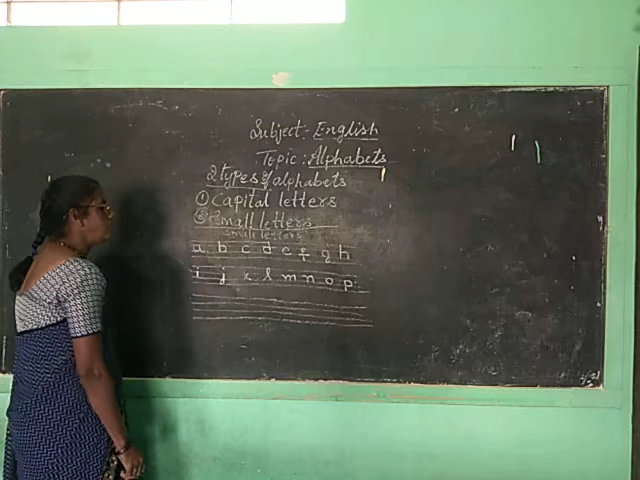 Subject: English
Topic: Alphabets
2 types of alphabets
① Capital letters
② Small letters
Small letters
a b c d e f g h
i j k l m n o p